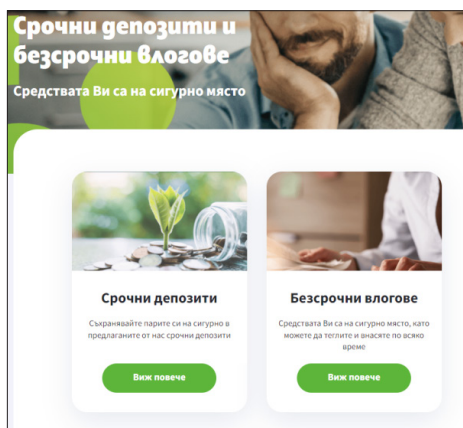 Срочни депозити и
безсрочни влогове
Средствата Ви са на сигурно място
Срочни депозити
Съхранявайте парите си на сигурно в
предлаганите от нас срочни депозити
Виж повече
Безсрочни влогове
Средствата Ви са на сигурно място, като
можете да теглите и внасяте по всяко
време
Виж повече